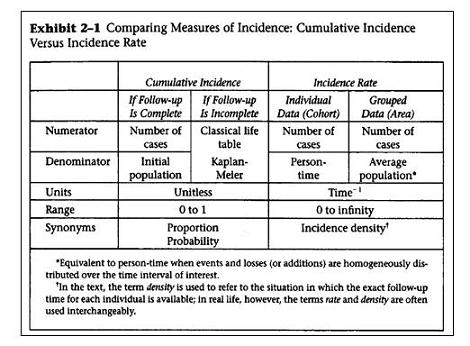 Exhibit 2–1 Comparing Measures of Incidence: Cumulative Incidence
Versus Incidence Rate
Cumulative Incidence Incidence Rate
If Follow-up If Follow-up Individual Grouped
Is Complete Is Incomplete Data (Cohort) Data (Area)
Numerator Number of Classical life Number of Number of
cases table cases cases
Denominator Initial Kaplan- Person- Average
population Meier time population*
Units Unitless Time⁻¹
Range 0 to 1 0 to infinity
Synonyms Proportion Incidence density†
Probability
*Equivalent to person-time when events and losses (or additions) are homogeneously dis-
tributed over the time interval of interest.
†In the text, the term density is used to refer to the situation in which the exact follow-up
time for each individual is available; in real life, however, the terms rate and density are often
used interchangeably.